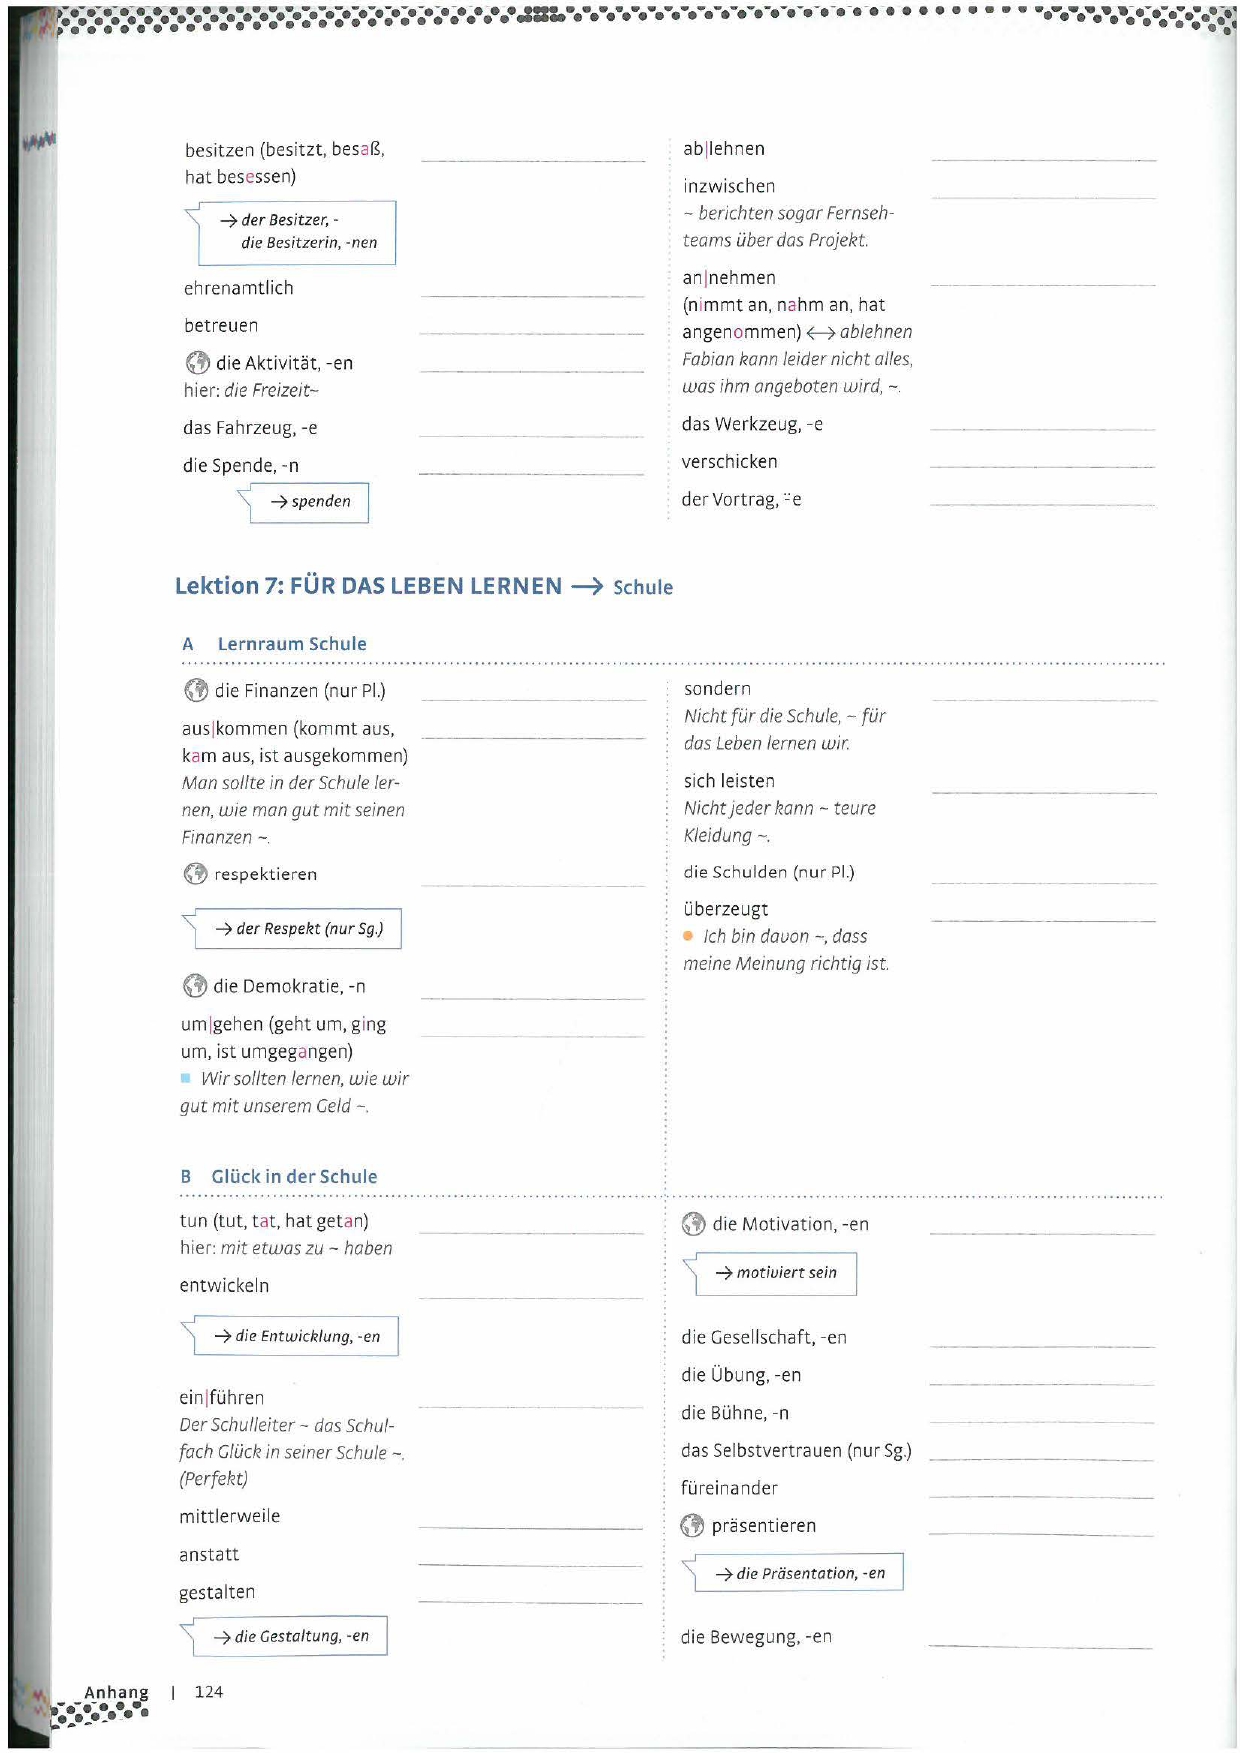 besitzen (besitzt, besaß,
hat besessen)
→ der Besitzer, -
die Besitzerin, -nen
ehrenamtlich
betreuen
die Aktivität, -en
hier: die Freizeit~
das Fahrzeug, -e
die Spende, -n
→ spenden
ab|lehnen
inzwischen
~ berichten sogar Fernseh-
teams über das Projekt.
an|nehmen
(nimmt an, nahm an, hat
angenommen) ↔ ablehnen
Fabian kann leider nicht alles,
was ihm angeboten wird, ~.
das Werkzeug, -e
verschicken
der Vortrag, ¨-e
Lektion 7: FÜR DAS LEBEN LERNEN → Schule
A Lernraum Schule
die Finanzen (nur Pl.)
aus|kommen (kommt aus,
kam aus, ist ausgekommen)
Man sollte in der Schule ler-
nen, wie man gut mit seinen
Finanzen ~.
respektieren
→ der Respekt (nur Sg.)
die Demokratie, -n
um|gehen (geht um, ging
um, ist umgegangen)
Wir sollten lernen, wie wir
gut mit unserem Geld ~.
sondern
Nicht für die Schule, ~ für
das Leben lernen wir.
sich leisten
Nicht jeder kann ~ teure
Kleidung ~.
die Schulden (nur Pl.)
überzeugt
Ich bin davon ~, dass
meine Meinung richtig ist.
B Glück in der Schule
tun (tut, tat, hat getan)
hier: mit etwas zu ~ haben
entwickeln
→ die Entwicklung, -en
ein|führen
Der Schulleiter ~ das Schul-
fach Glück in seiner Schule ~.
(Perfekt)
mittlerweile
anstatt
gestalten
→ die Gestaltung, -en
die Motivation, -en
→ motiviert sein
die Gesellschaft, -en
die Übung, -en
die Bühne, -n
das Selbstvertrauen (nur Sg.)
füreinander
präsentieren
→ die Präsentation, -en
die Bewegung, -en
Anhang | 124